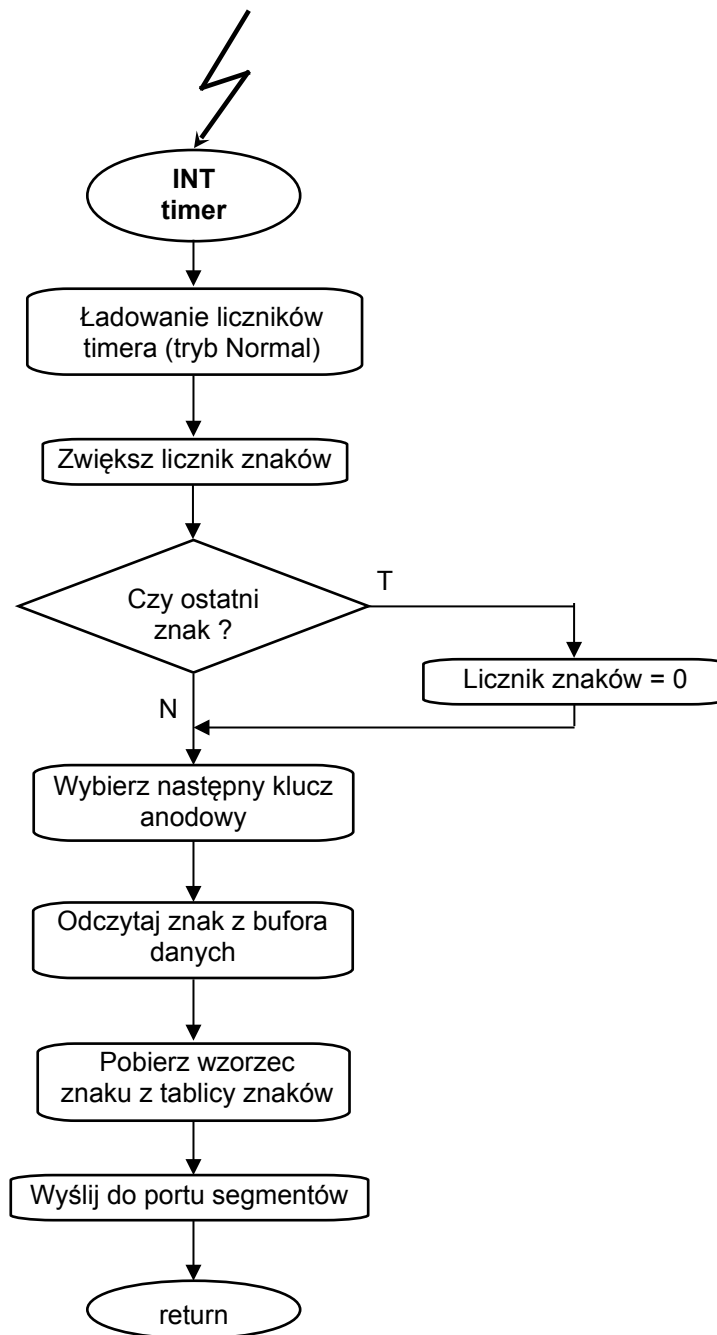 INT
timer
Ładowanie liczników
timera (tryb Normal)
Zwiększ licznik znaków
Czy ostatni
znak ?
T
Licznik znaków = 0
N
Wybierz następny klucz
anodowy
Odczytaj znak z bufora
danych
Pobierz wzorzec
znaku z tablicy znaków
Wyślij do portu segmentów
return